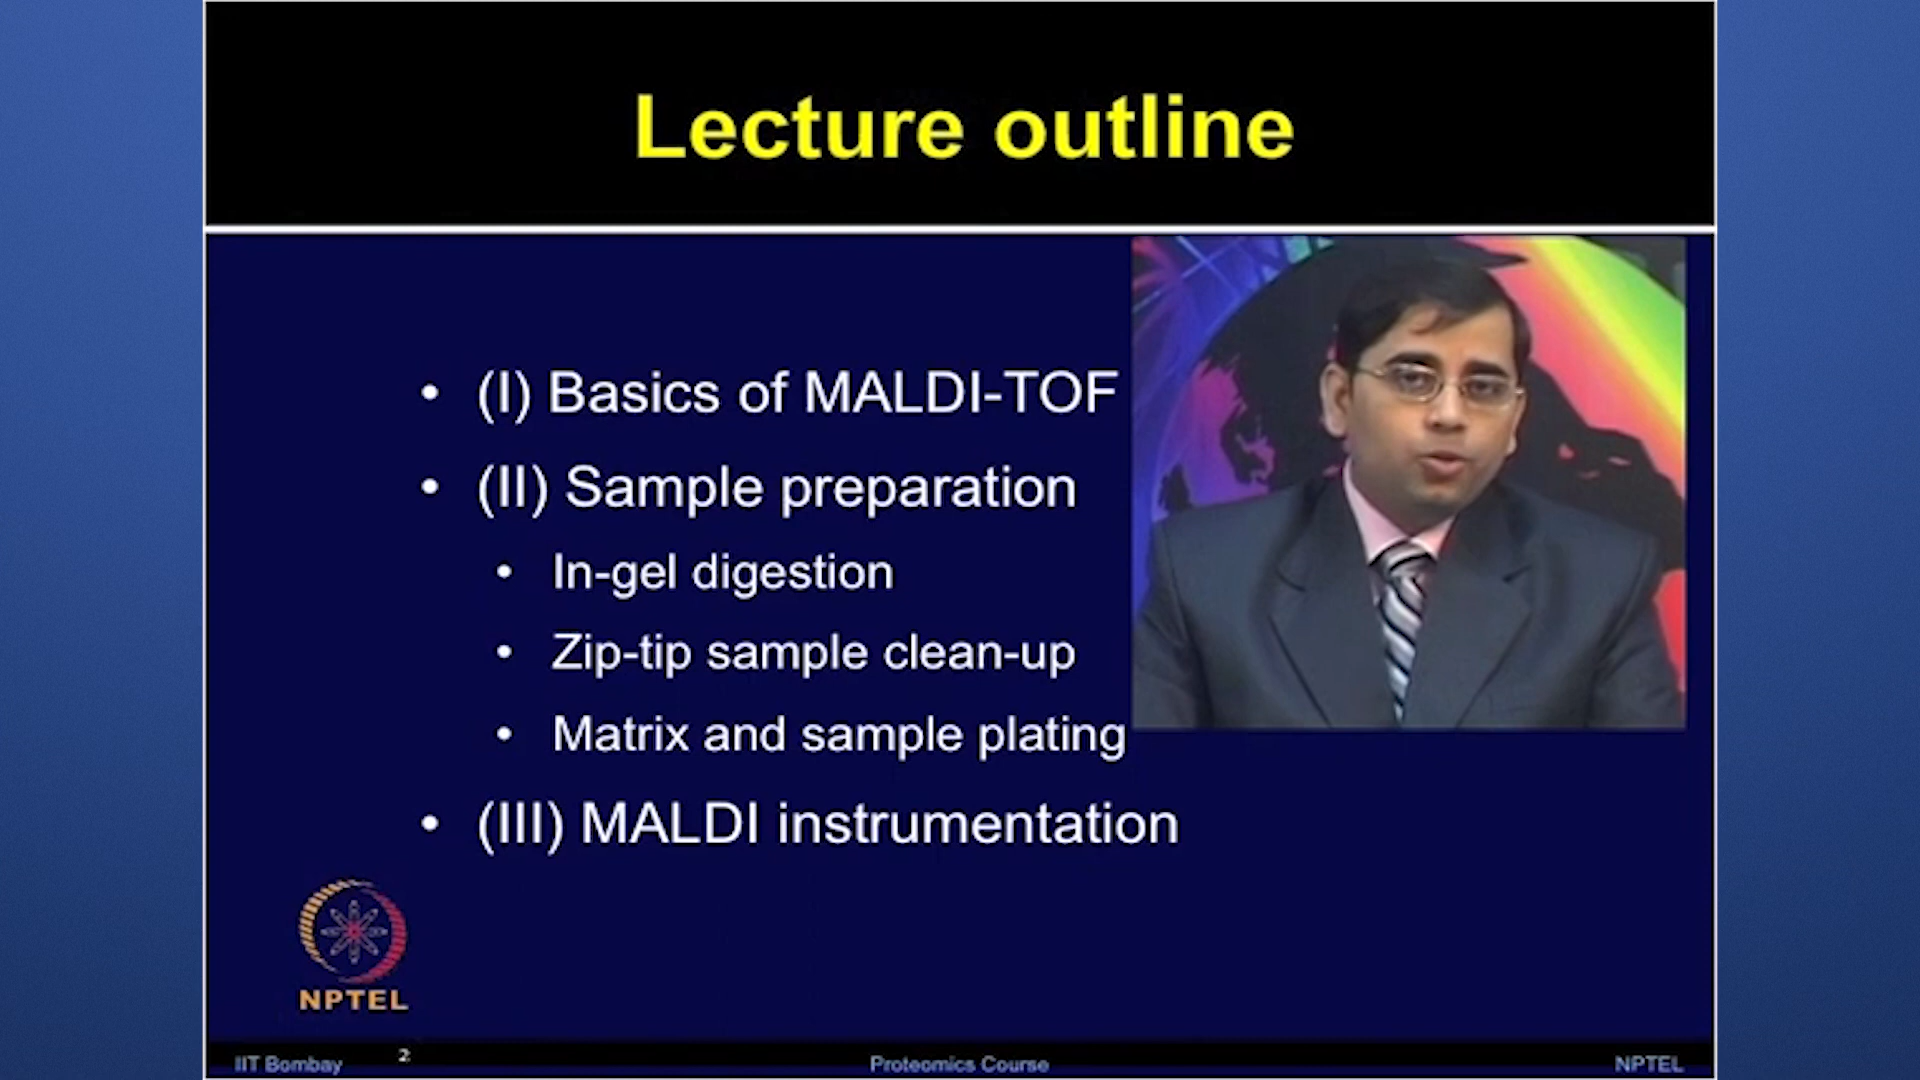 Lecture outline
• (I) Basics of MALDI-TOF
• (II) Sample preparation
• In-gel digestion
• Zip-tip sample clean-up
• Matrix and sample plating
• (III) MALDI instrumentation
NPTEL
IIT Bombay 2 Proteomics Course NPTEL